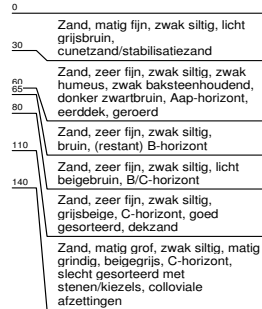 0
Zand, matig fijn, zwak siltig, licht
grijsbruin,
cunetzand/stabilisatiezand
30
Zand, zeer fijn, zwak siltig, zwak
humeus, zwak baksteenhoudend,
donker zwartbruin, Aap-horizont,
eerddek, geroerd
60
65
Zand, zeer fijn, zwak siltig,
bruin, (restant) B-horizont
80
Zand, zeer fijn, zwak siltig, licht
beigebruin, B/C-horizont
110
Zand, zeer fijn, zwak siltig,
grijsbeige, C-horizont, goed
gesorteerd, dekzand
140
Zand, matig grof, zwak siltig, matig
grindig, beigegrijs, C-horizont,
slecht gesorteerd met
stenen/kiezels, colloviale
afzettingen